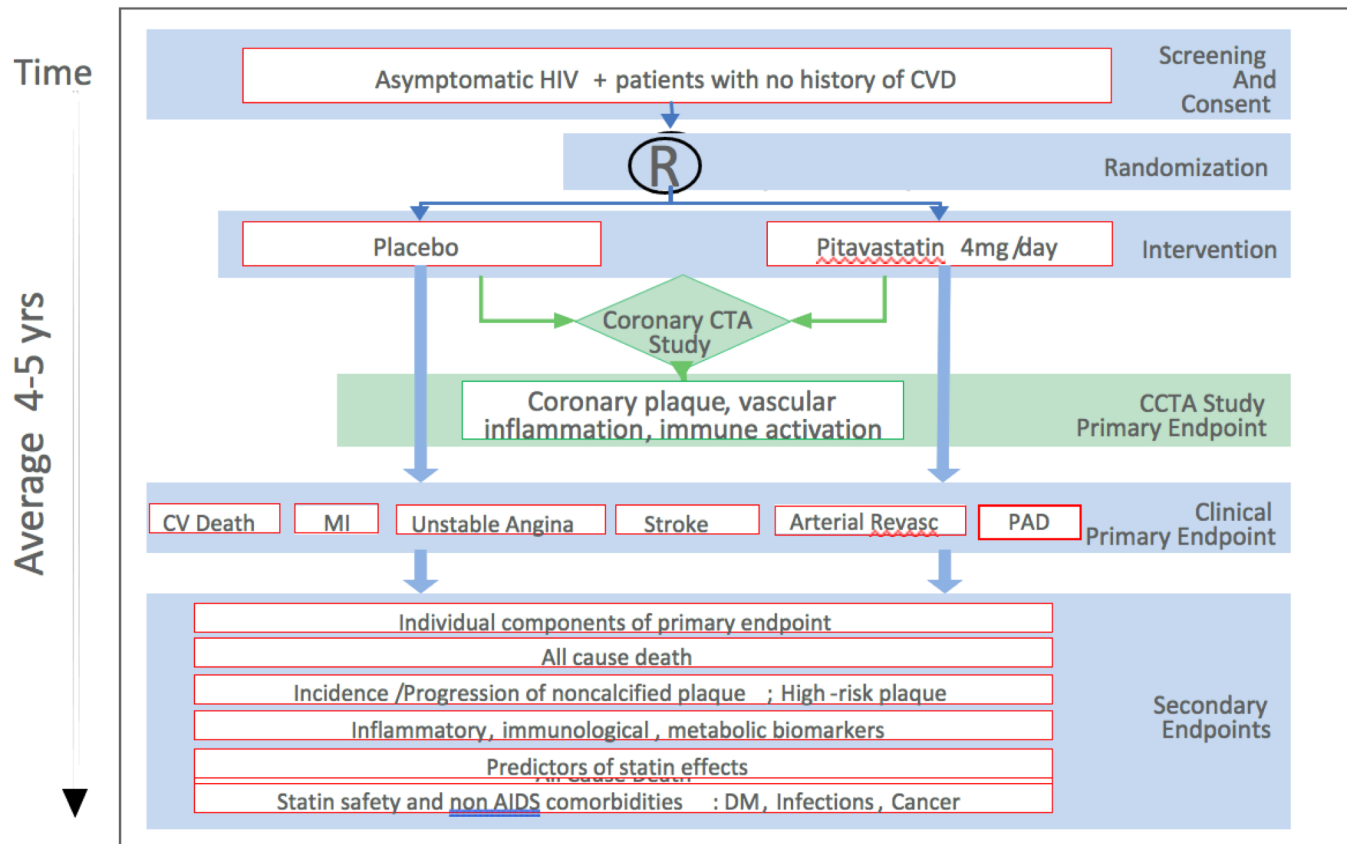 Time
Average 4-5 yrs
Asymptomatic HIV + patients with no history of CVD
Screening
And
Consent
R
Randomization
Placebo
Pitavastatin 4mg/day
Intervention
Coronary CTA
Study
Coronary plaque, vascular
inflammation, immune activation
CCTA Study
Primary Endpoint
CV Death
MI
Unstable Angina
Stroke
Arterial Revasc
PAD
Clinical
Primary Endpoint
Individual components of primary endpoint
All cause death
Incidence /Progression of noncalcified plaque ; High -risk plaque
Inflammatory, immunological , metabolic biomarkers
Predictors of statin effects
All Cause Death
Statin safety and non AIDS comorbidities : DM , Infections , Cancer
Secondary
Endpoints